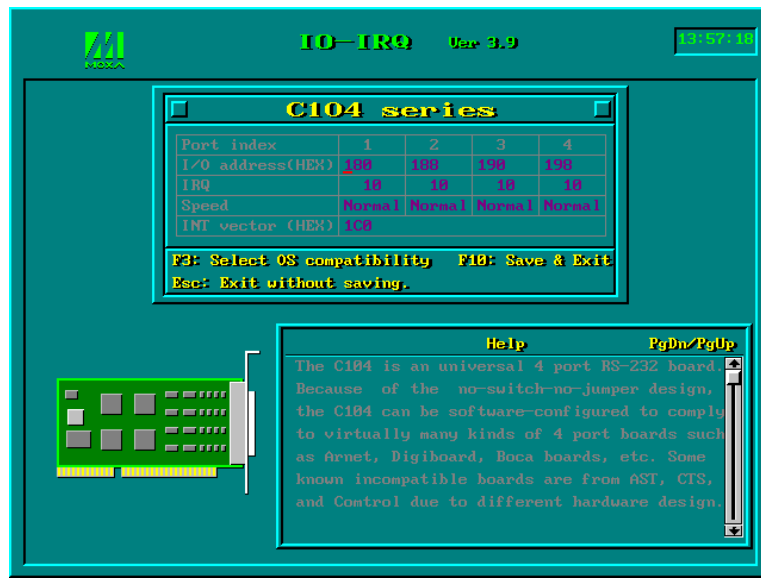 MOXA
IO-IRQ Ver 3.9
13:57:18
C104 series
Port index 1 2 3 4
I/O address(HEX) 180 188 190 198
IRQ 10 10 10 10
Speed Normal Normal Normal Normal
INT vector (HEX) 1C0
F3: Select OS compatibility F10: Save & Exit
Esc: Exit without saving.
Help PgDn/PgUp
The C104 is an universal 4 port RS-232 board.
Because of the no-switch-no-jumper design,
the C104 can be software-configured to comply
to virtually many kinds of 4 port boards such
as Arnet, Digiboard, Boca boards, etc. Some
known incompatible boards are from AST, CTS,
and Comtrol due to different hardware design.